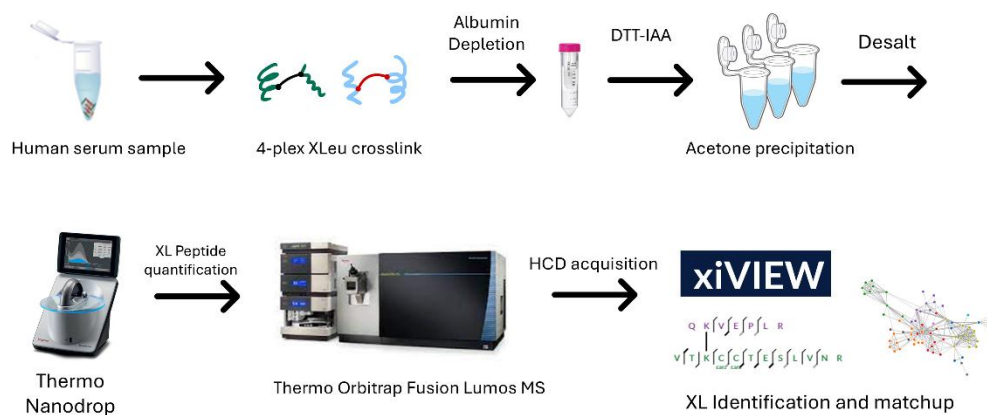 Albumin
Depletion
DTT-IAA
Desalt
Human serum sample
4-plex XLeu crosslink
Acetone precipitation
XL Peptide
quantification
HCD acquisition
xiVIEW
Q K V E P L R
V T K C C T E S L V N R
Thermo
Nanodrop
Thermo Orbitrap Fusion Lumos MS
XL Identification and matchup